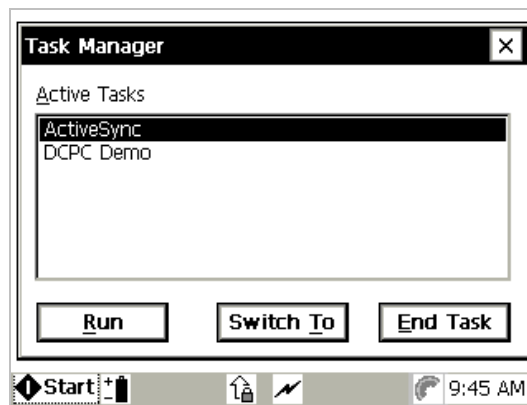 Task Manager
Active Tasks
ActiveSync
DCPC Demo
Run Switch To End Task
Start 9:45 AM